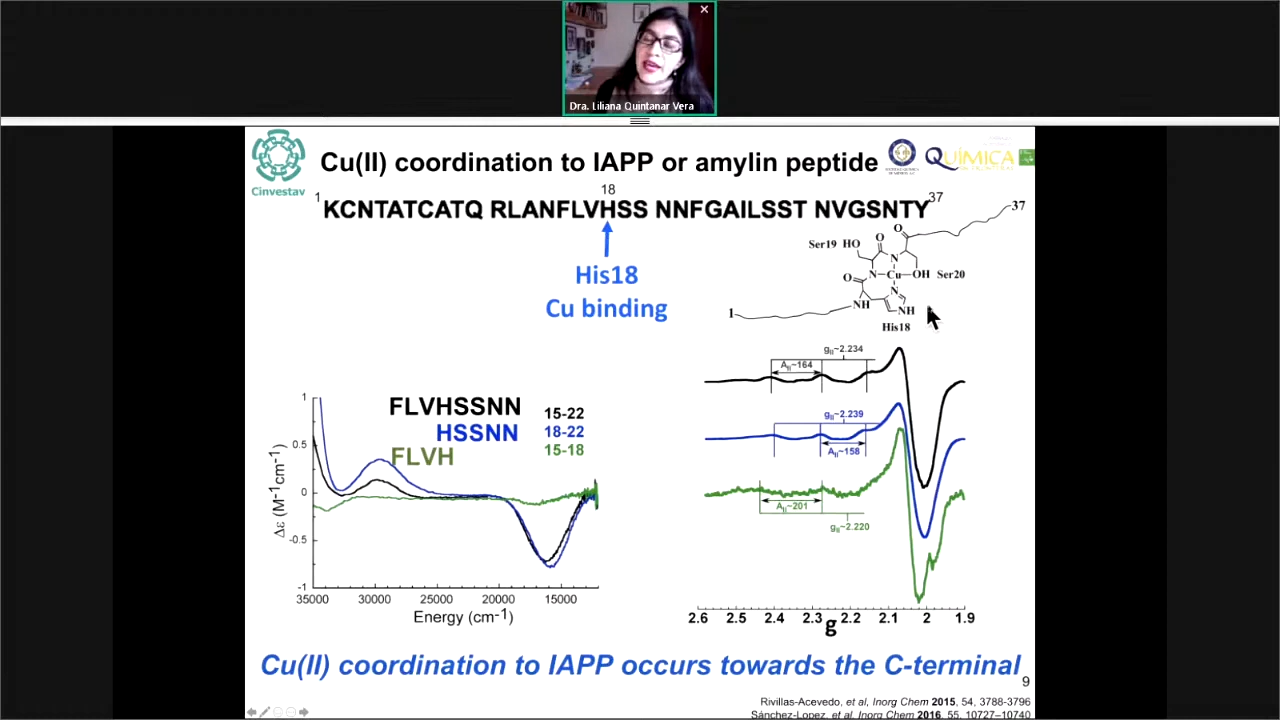 Dra. Liliana Quintanar Vera
Cinvestav
Cu(II) coordination to IAPP or amylin peptide
QUÍMICA
18
1 KCNTATCATQ RLANFLVHSS NNFGAILSST NVGSNTY 37
His18
Cu binding
37
Ser19 HO O O
N
O N Cu OH Ser20
N
NH NH
1
His18
FLVHSSNN 15-22
HSSNN 18-22
FLVH 15-18
1
0.5
0
-0.5
-1
Δε (M-1cm-1)
35000 30000 25000 20000 15000
Energy (cm-1)
g||~2.234
A||~164
g||~2.239
A||~158
A||~201
g||~2.220
2.6 2.5 2.4 2.3 2.2 2.1 2 1.9
g
Cu(II) coordination to IAPP occurs towards the C-terminal
9
Rivillas-Acevedo, et al, Inorg Chem 2015, 54, 3788-3796
Sánchez-Lopez, et al, Inorg Chem 2016, 55, 10727–10740